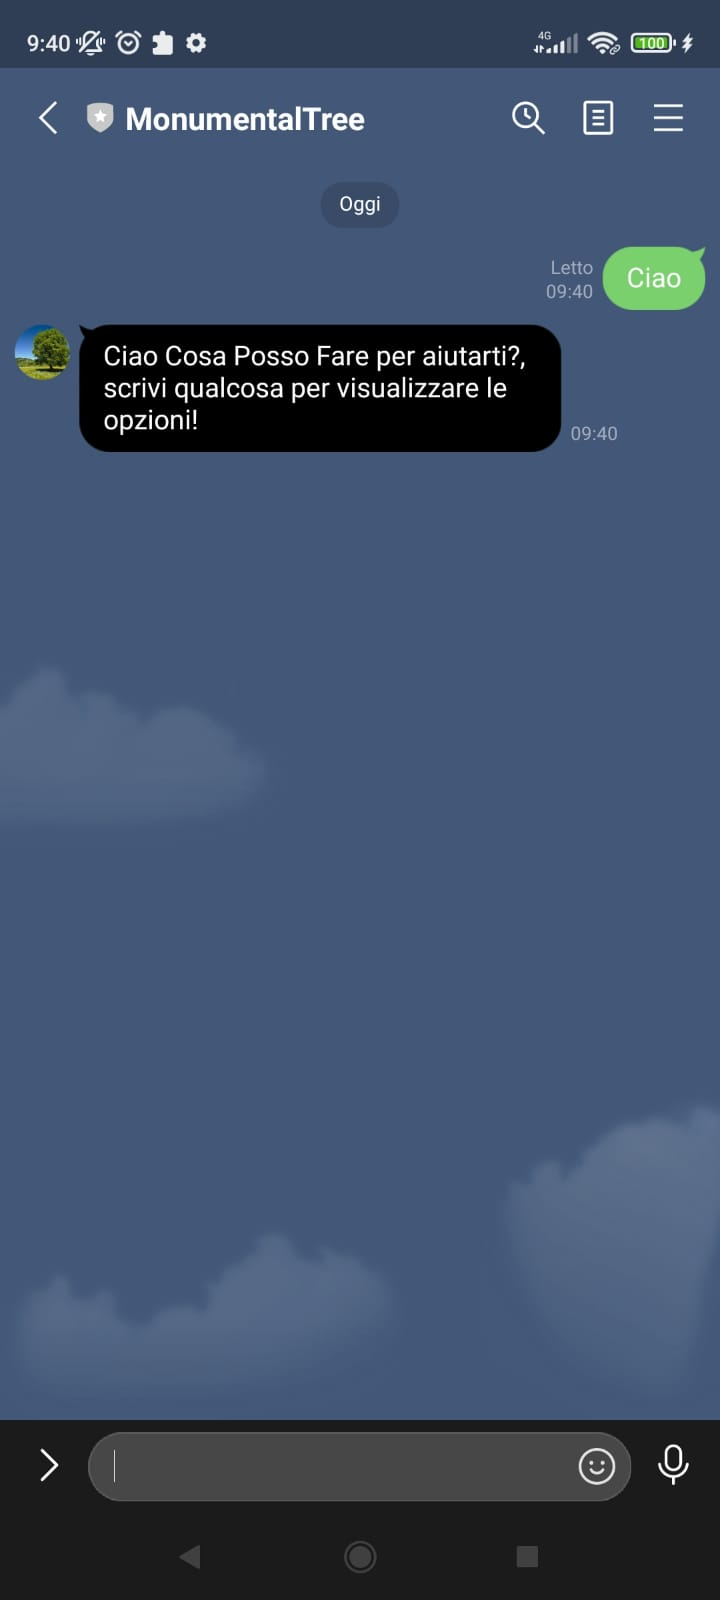 9:40
4G
100
MonumentalTree
Oggi
Letto
09:40
Ciao
Ciao Cosa Posso Fare per aiutarti?,
scrivi qualcosa per visualizzare le
opzioni!
09:40